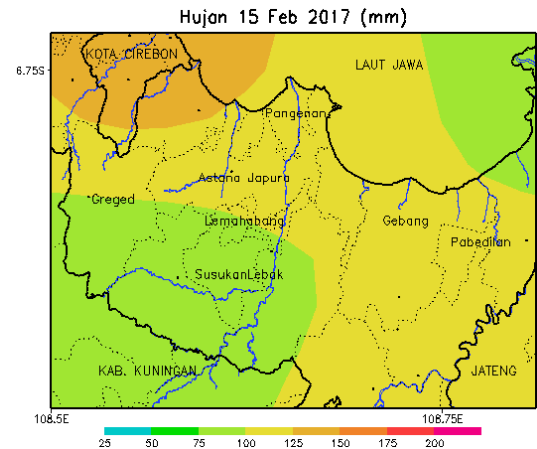 Hujan 15 Feb 2017 (mm)
KOTA CIREBON
LAUT JAWA
6.75S
Pangenan
Astana Japura
Greged
Lemahabang
Gebang
Pabedilan
SusukanLebak
KAB. KUNINGAN
JATENG
108.5E 108.75E
25 50 75 100 125 150 175 200